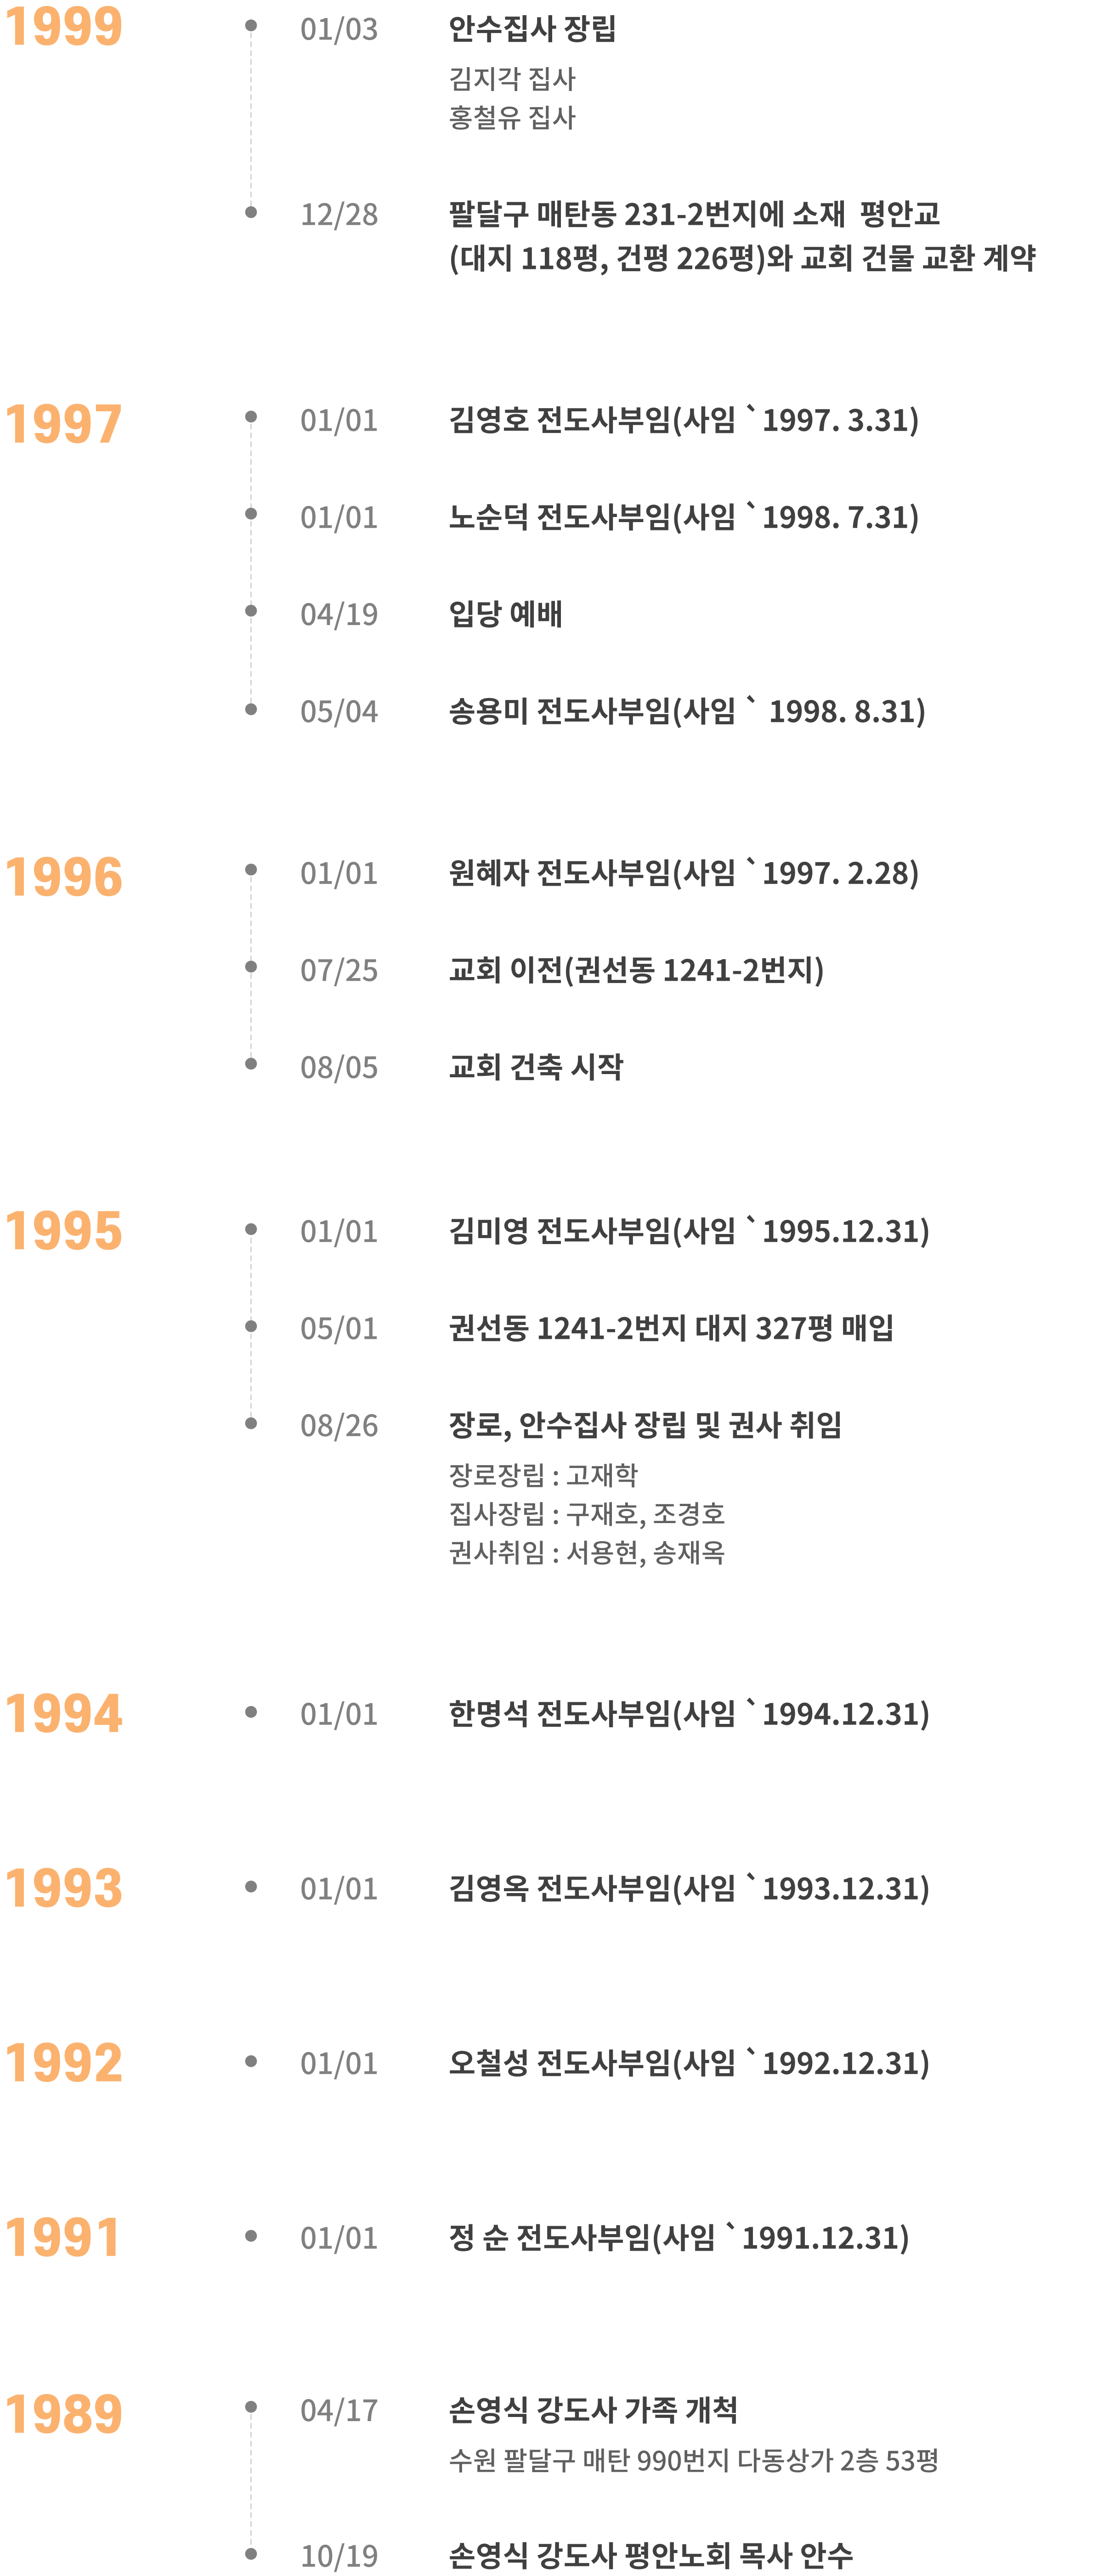 1999
01/03 안수집사 장립
김지각 집사
홍철유 집사
12/28 팔달구 매탄동 231-2번지에 소재  평안교
(대지 118평, 건평 226평)와 교회 건물 교환 계약
1997
01/01 김영호 전도사부임(사임 `1997. 3.31)
01/01 노순덕 전도사부임(사임 `1998. 7.31)
04/19 입당 예배
05/04 송용미 전도사부임(사임 ` 1998. 8.31)
1996
01/01 원혜자 전도사부임(사임 `1997. 2.28)
07/25 교회 이전(권선동 1241-2번지)
08/05 교회 건축 시작
1995
01/01 김미영 전도사부임(사임 `1995.12.31)
05/01 권선동 1241-2번지 대지 327평 매입
08/26 장로, 안수집사 장립 및 권사 취임
장로장립 : 고재학
집사장립 : 구재호, 조경호
권사취임 : 서용현, 송재옥
1994
01/01 한명석 전도사부임(사임 `1994.12.31)
1993
01/01 김영옥 전도사부임(사임 `1993.12.31)
1992
01/01 오철성 전도사부임(사임 `1992.12.31)
1991
01/01 정 순 전도사부임(사임 `1991.12.31)
1989
04/17 손영식 강도사 가족 개척
수원 팔달구 매탄 990번지 다동상가 2층 53평
10/19 손영식 강도사 평안노회 목사 안수